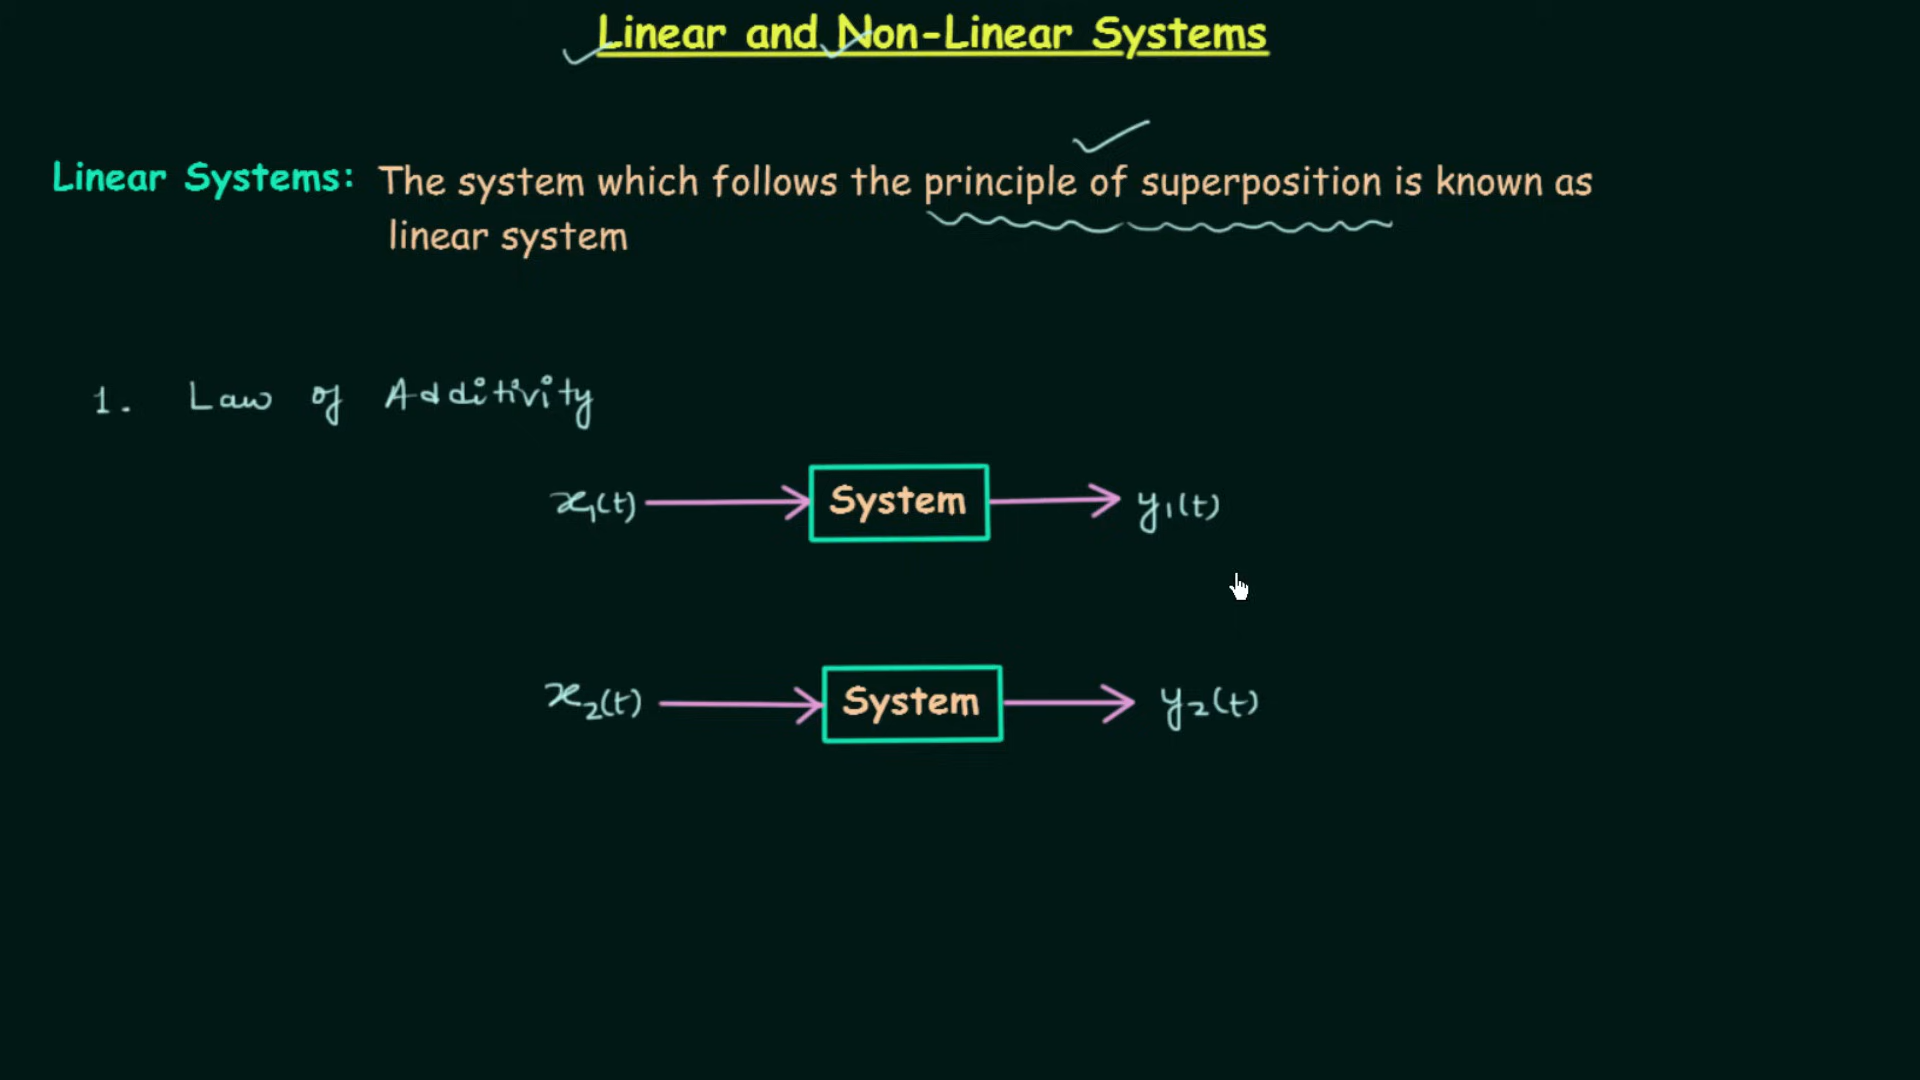 Linear and Non-Linear Systems
Linear Systems: The system which follows the principle of superposition is known as
linear system
1. Law of Additivity
x₁(t) System y₁(t)
x₂(t) System y₂(t)